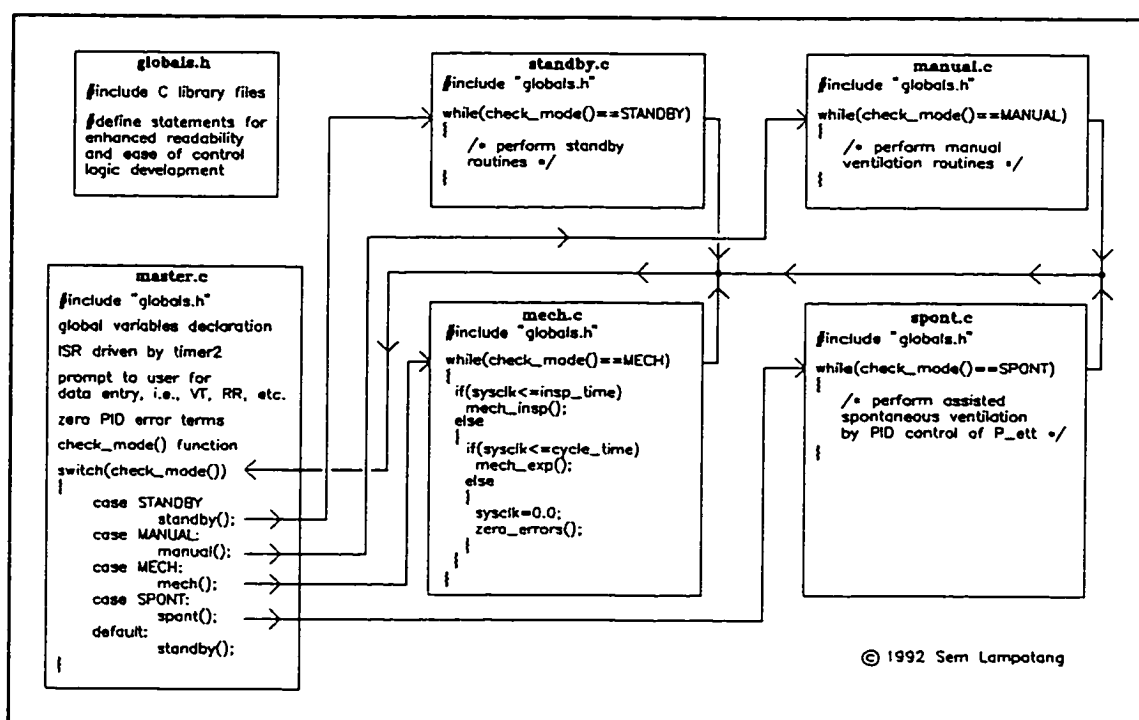 globals.h
#include C library files
#define statements for
enhanced readability
and ease of control
logic development
standby.c
#include "globals.h"
while(check_mode()==STANDBY)
{
/* perform standby
routines */
}
manual.c
#include "globals.h"
while(check_mode()==MANUAL)
{
/* perform manual
ventilation routines */
}
master.c
#include "globals.h"
global variables declaration
ISR driven by timer2
prompt to user for
data entry, i.e., VT, RR, etc.
zero PID error terms
check_mode() function
switch(check_mode())
{
case STANDBY
standby();
case MANUAL:
manual();
case MECH:
mech();
case SPONT:
spont();
default:
standby();
}
mech.c
#include "globals.h"
while(check_mode()==MECH)
{
if(sysclk<=insp_time)
mech_insp();
else
{
if(sysclk<=cycle_time)
mech_exp();
else
{
sysclk=0.0;
zero_errors();
}
}
}
spont.c
#include "globals.h"
while(check_mode()==SPONT)
{
/* perform assisted
spontaneous ventilation
by PID control of P_ett */
}
© 1992 Sem Lampotang